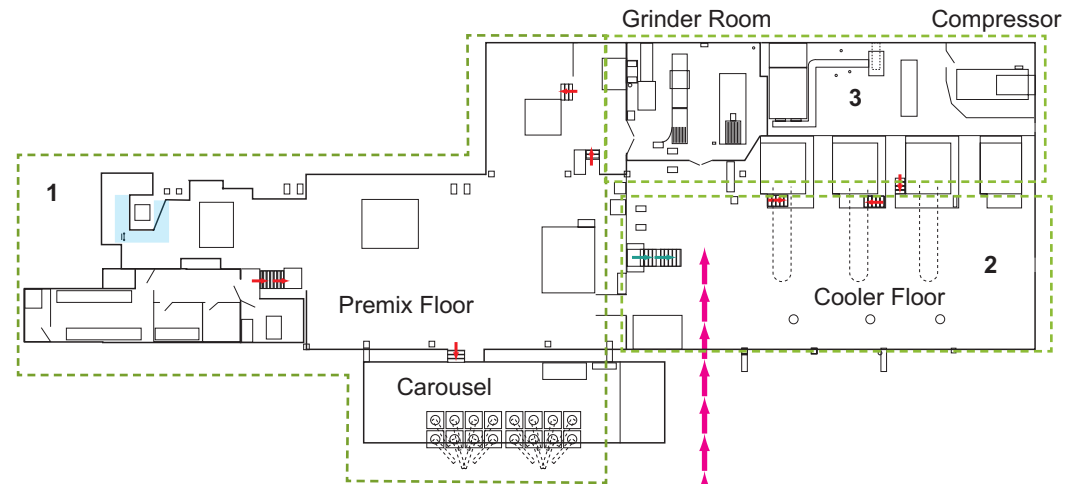 Grinder Room
Compressor
3
1
2
Premix Floor
Cooler Floor
Carousel